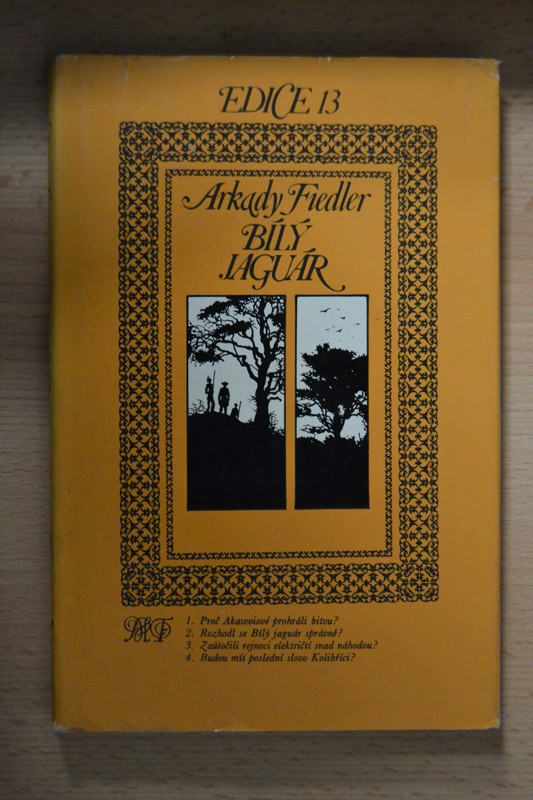 EDICE 13
Arkady Fiedler
BÍLÝ
JAGUÁR
MF
1. Proč Akawoiové prohráli bitvu?
2. Rozhodl se Bílý jaguár správně?
3. Zaútočili rejnoci električtí snad náhodou?
4. Budou mít poslední slovo Kolibříci?